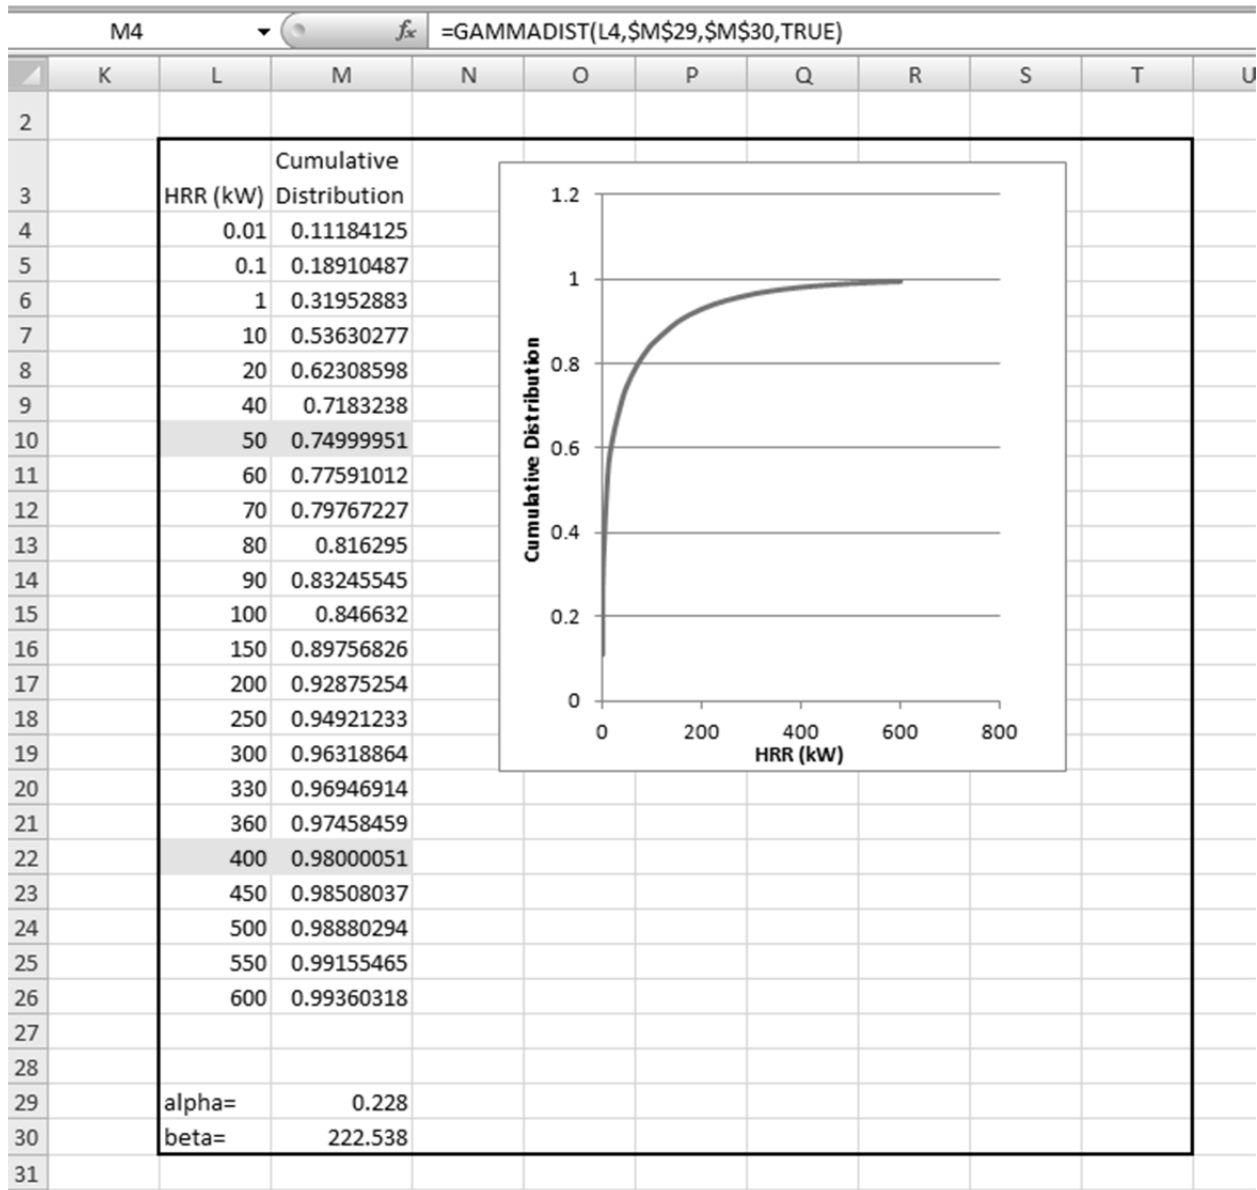 M4 fx =GAMMADIST(L4,$M$29,$M$30,TRUE)
K L M N O P Q R S T U
2
Cumulative
3 HRR (kW) Distribution
4 0.01 0.11184125
5 0.1 0.18910487
6 1 0.31952883
7 10 0.53630277
8 20 0.62308598
9 40 0.7183238
10 50 0.74999951
11 60 0.77591012
12 70 0.79767227
13 80 0.816295
14 90 0.83245545
15 100 0.846632
16 150 0.89756826
17 200 0.92875254
18 250 0.94921233
19 300 0.96318864
20 330 0.96946914
21 360 0.97458459
22 400 0.98000051
23 450 0.98508037
24 500 0.98880294
25 550 0.99155465
26 600 0.99360318
27
28
29 alpha= 0.228
30 beta= 222.538
31
1.2
1
0.8
0.6
0.4
0.2
0
Cumulative Distribution
0 200 400 600 800
HRR (kW)